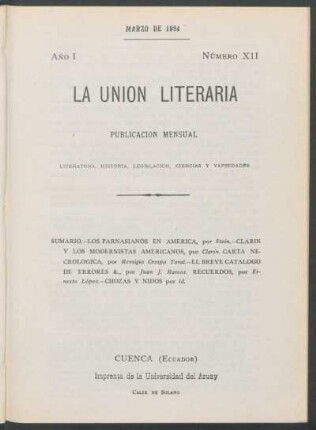 MARZO DE 1894
AÑO I NÚMERO XII
LA UNION LITERARIA
PUBLICACION MENSUAL
LITERATURA, HISTORIA, LEGISLACION, CIENCIAS Y VARIEDADES
SUMARIO.–LOS PARNASIANOS EN AMÉRICA, por Stein.–CLARIN
Y LOS MODERNISTAS AMERICANOS, por Clarín. CARTA NE-
CROLOGICA, por Remigio Crespo Toral.–EL BREVE CATALOGO
DE ERRORES &., por Juan J. Ramos. RECUERDOS, por Er-
nesto López.–CHOZAS Y NIDOS por id.
CUENCA (ECUADOR)
Imprenta de la Universidad del Azuay
CALLE DE SOLANO